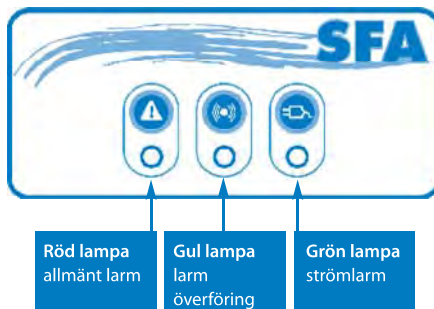 SFA
Röd lampa
allmänt larm
Gul lampa
larm
överföring
Grön lampa
strömlarm